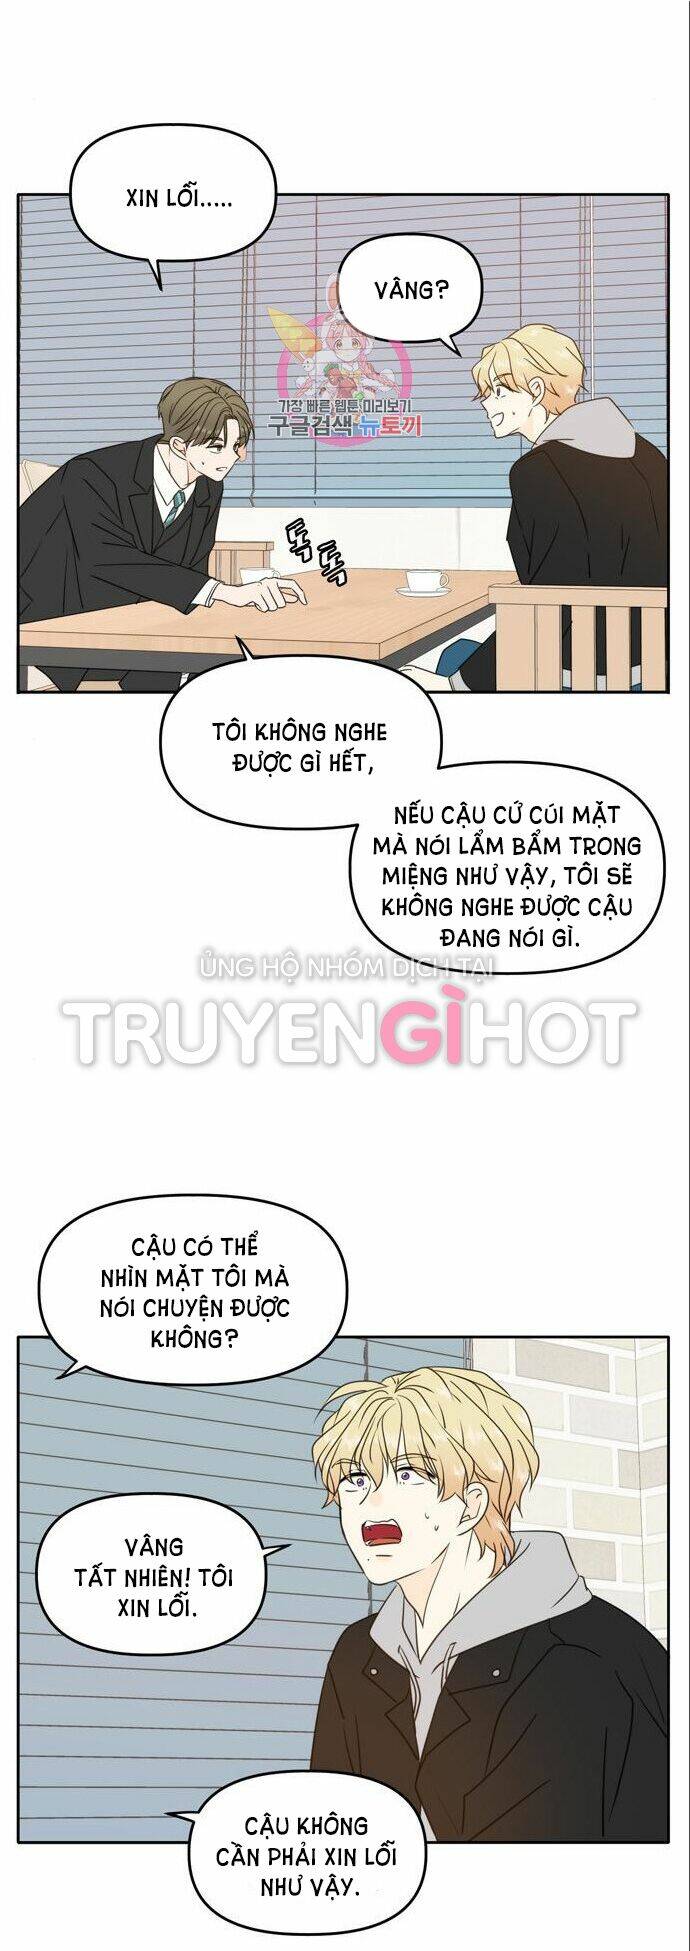 XIN LỖI.....
VÂNG?
가장 빠른 웹툰 미리보기
구글검색 뉴토끼
톡
톡
TÔI KHÔNG NGHE
ĐƯỢC GÌ HẾT,
NẾU CẬU CỨ CÚI MẶT
MÀ NÓI LẨM BẨM TRONG
MIỆNG NHƯ VẬY, TÔI SẼ
KHÔNG NGHE ĐƯỢC CẬU
ĐANG NÓI GÌ.
ỦNG HỘ NHÓM DỊCH TẠI
TRUYENGÌHOT
CẬU CÓ THỂ
NHÌN MẶT TÔI MÀ
NÓI CHUYỆN ĐƯỢC
KHÔNG?
VÂNG
TẤT NHIÊN! TÔI
XIN LỖI.
CẬU KHÔNG
CẦN PHẢI XIN LỖI
NHƯ VẬY.